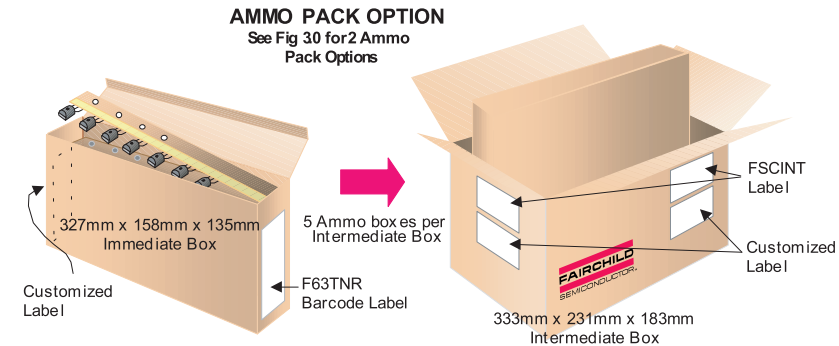 AMMO PACK OPTION
See Fig 3.0 for 2 Ammo
Pack Options
327mm x 158mm x 135mm
Immediate Box
Customized
Label
F63TNR
Barcode Label
5 Ammo boxes per
Intermediate Box
FSCINT
Label
Customized
Label
FAIRCHILD
SEMICONDUCTOR
333mm x 231mm x 183mm
Intermediate Box